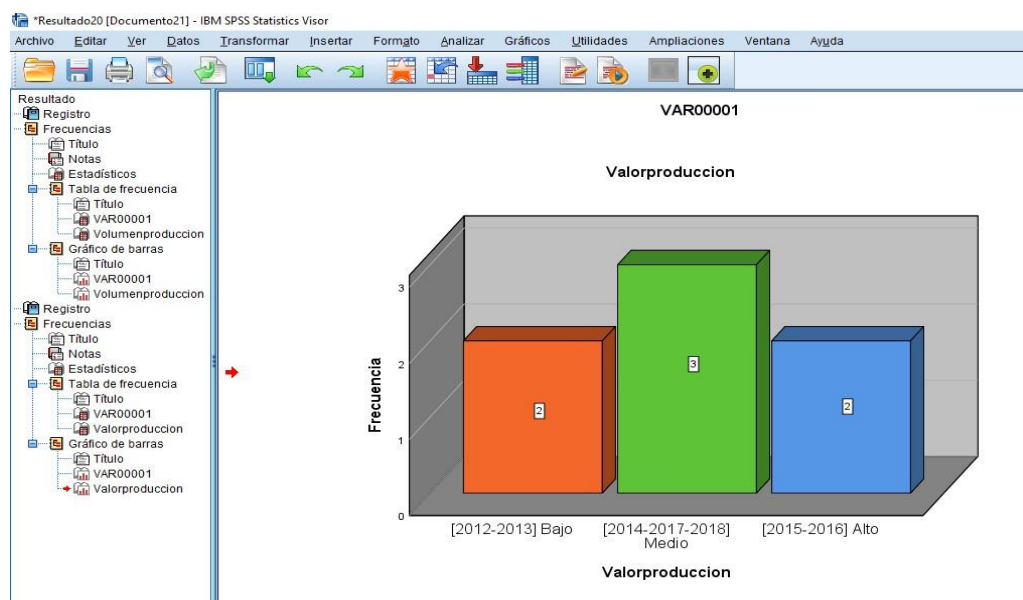 *Resultado20 [Documento21] - IBM SPSS Statistics Visor
Archivo Editar Ver Datos Transformar Insertar Formato Analizar Gráficos Utilidades Ampliaciones Ventana Ayuda
Resultado
Registro
Frecuencias
Título
Notas
Estadísticos
Tabla de frecuencia
Título
VAR00001
Volumenproduccion
Gráfico de barras
Título
VAR00001
Volumenproduccion
Registro
Frecuencias
Título
Notas
Estadísticos
Tabla de frecuencia
Título
VAR00001
Valorproduccion
Gráfico de barras
Título
VAR00001
Valorproduccion
VAR00001
Valorproduccion
Frecuencia
3
2
1
0
2
3
2
[2012-2013] Bajo
[2014-2017-2018]
Medio
[2015-2016] Alto
Valorproduccion